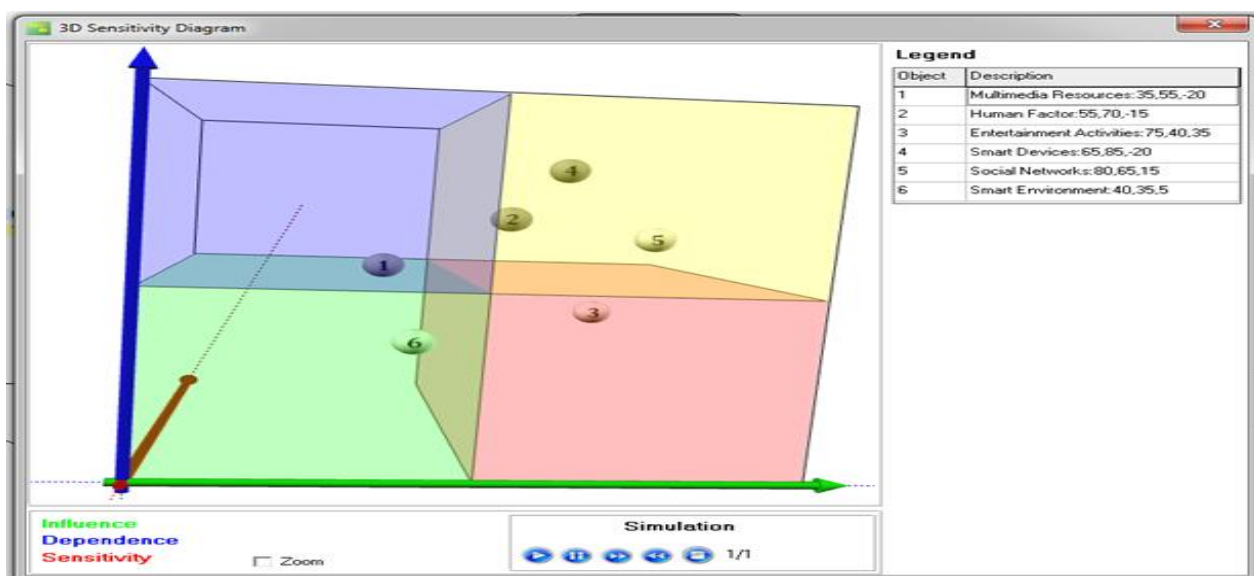 3D Sensitivity Diagram
4
2
5
1
3
6
Legend
Object Description
1 Multimedia Resources:35,55,-20
2 Human Factor:55,70,-15
3 Entertainment Activities:75,40,35
4 Smart Devices:65,85,-20
5 Social Networks:80,65,15
6 Smart Environment:40,35,5
Influence
Dependence
Sensitivity
Zoom
Simulation
1/1